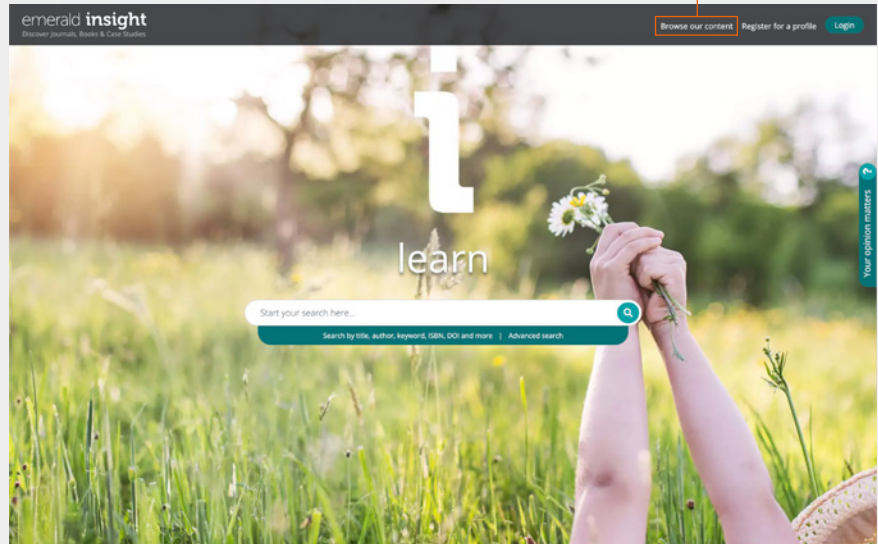 emerald insight
Discover Journals, Books & Case Studies
Browse our content
Register for a profile
Login
i
learn
Start your search here...
Search by title, author, keyword, ISBN, DOI and more | Advanced search
Your opinion matters ?